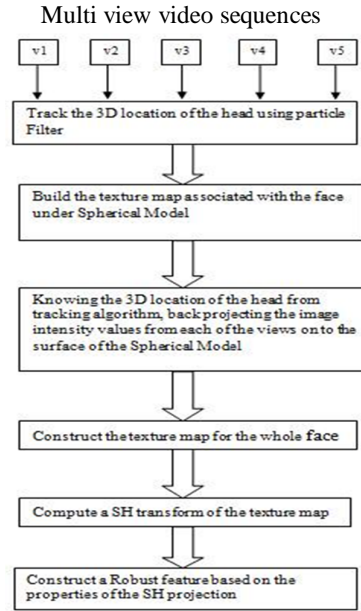 Multi view video sequences
v1 v2 v3 v4 v5
Track the 3D location of the head using particle
Filter
Build the texture map associated with the face
under Spherical Model
Knowing the 3D location of the head from
tracking algorithm, back projecting the image
intensity values from each of the views on to the
surface of the Spherical Model
Construct the texture map for the whole face
Compute a SH transform of the texture map
Construct a Robust feature based on the
properties of the SH projection